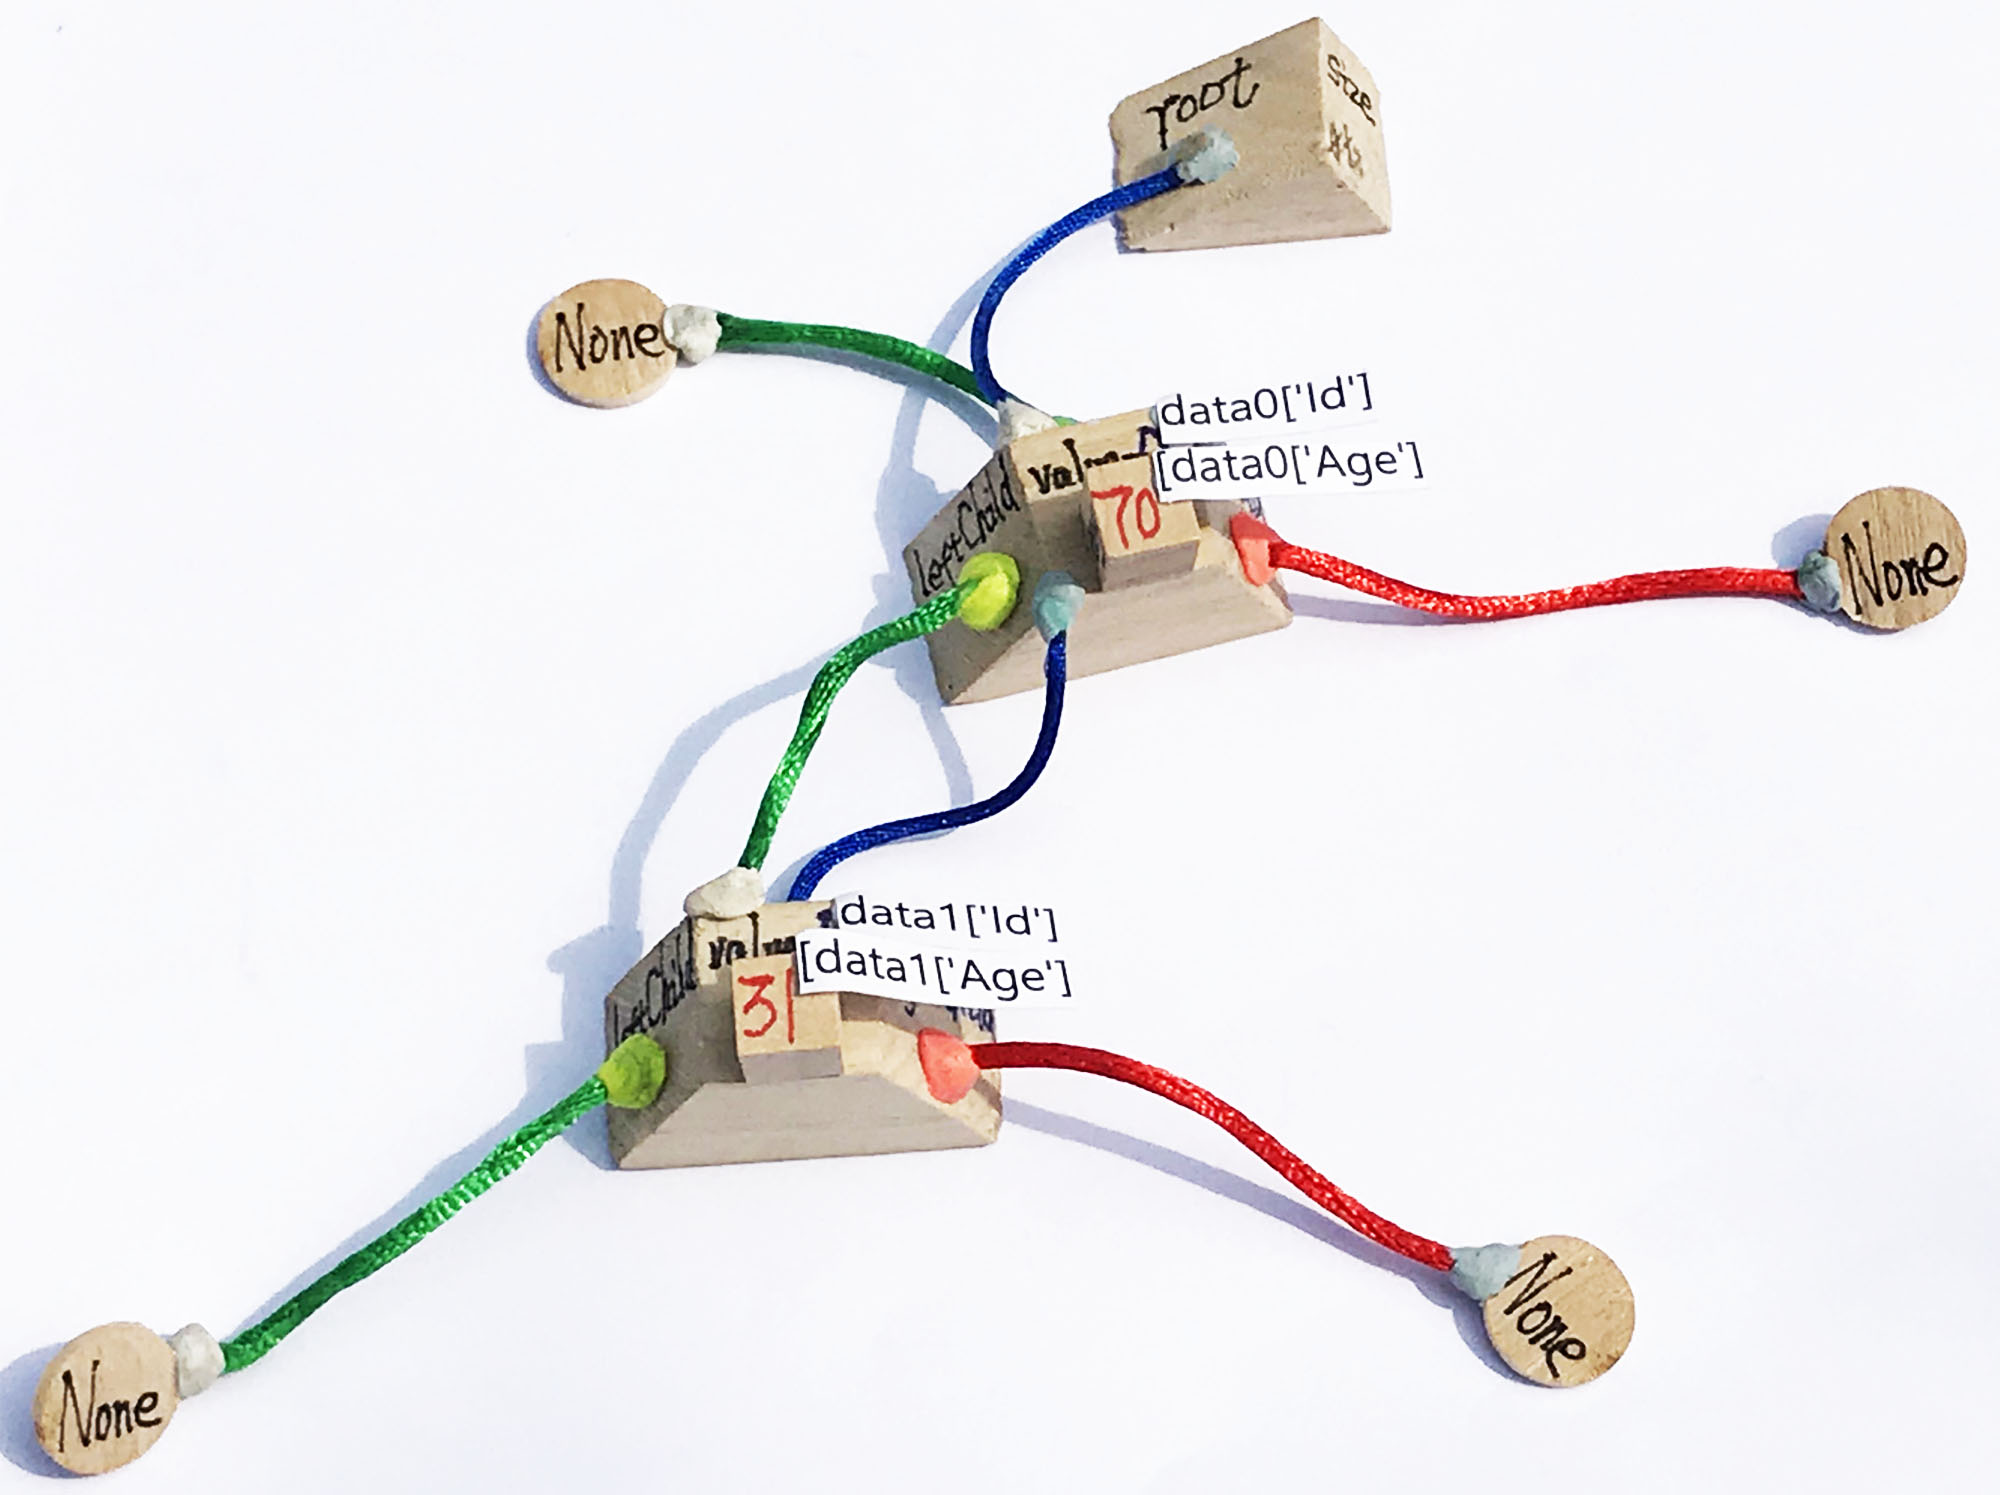 root
size
None
data0['Id']
[data0['Age']
leftChild
70
None
data1['Id']
[data1['Age']
leftChild
31
None
None